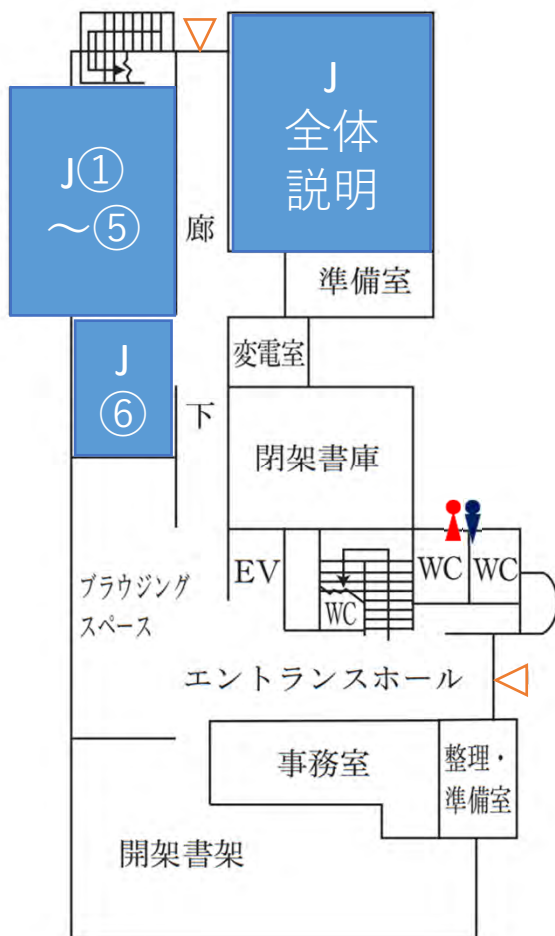 J
全体
説明
J①
～⑤
廊
下
準備室
変電室
J
⑥
閉架書庫
EV
WC
WC
WC
ブラウジング
スペース
エントランスホール
事務室
整理・
準備室
開架書架